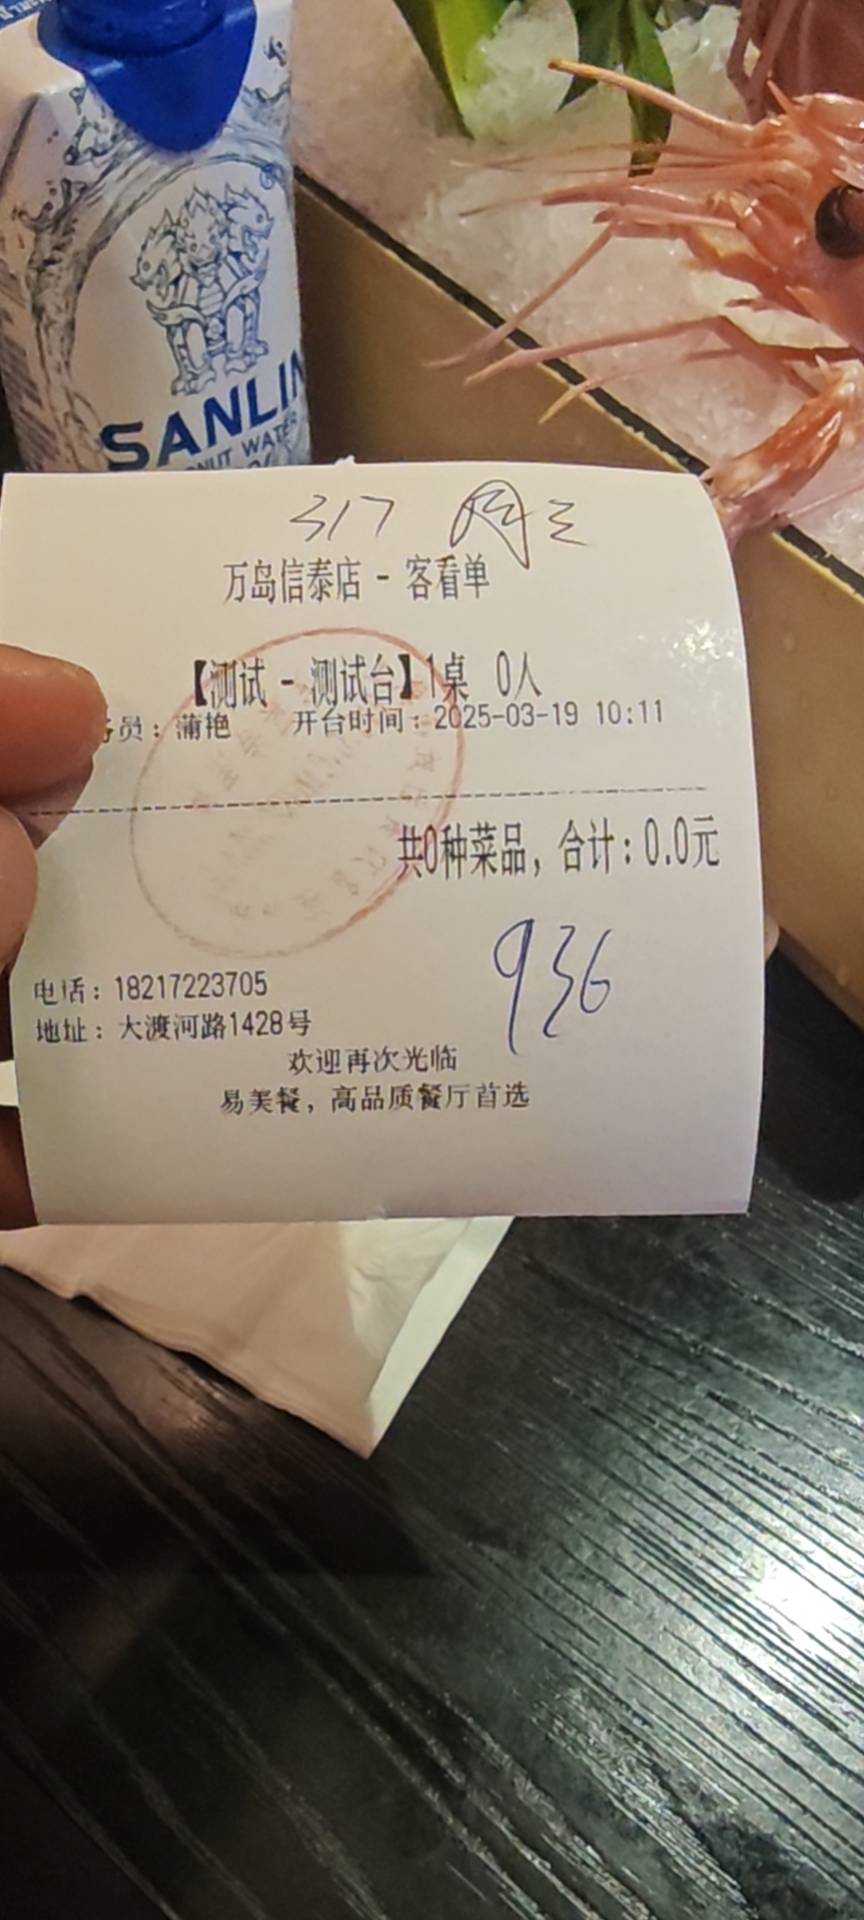 SANLIN
NUT WATER
317 周三
万岛信泰店 - 客看单
【测试 - 测试台】1桌 0人
员：蒲艳 开台时间：2025-03-19 10:11
共0种菜品，合计：0.0元
936
电话：18217223705
地址：大渡河路1428号
欢迎再次光临
易美餐，高品质餐厅首选